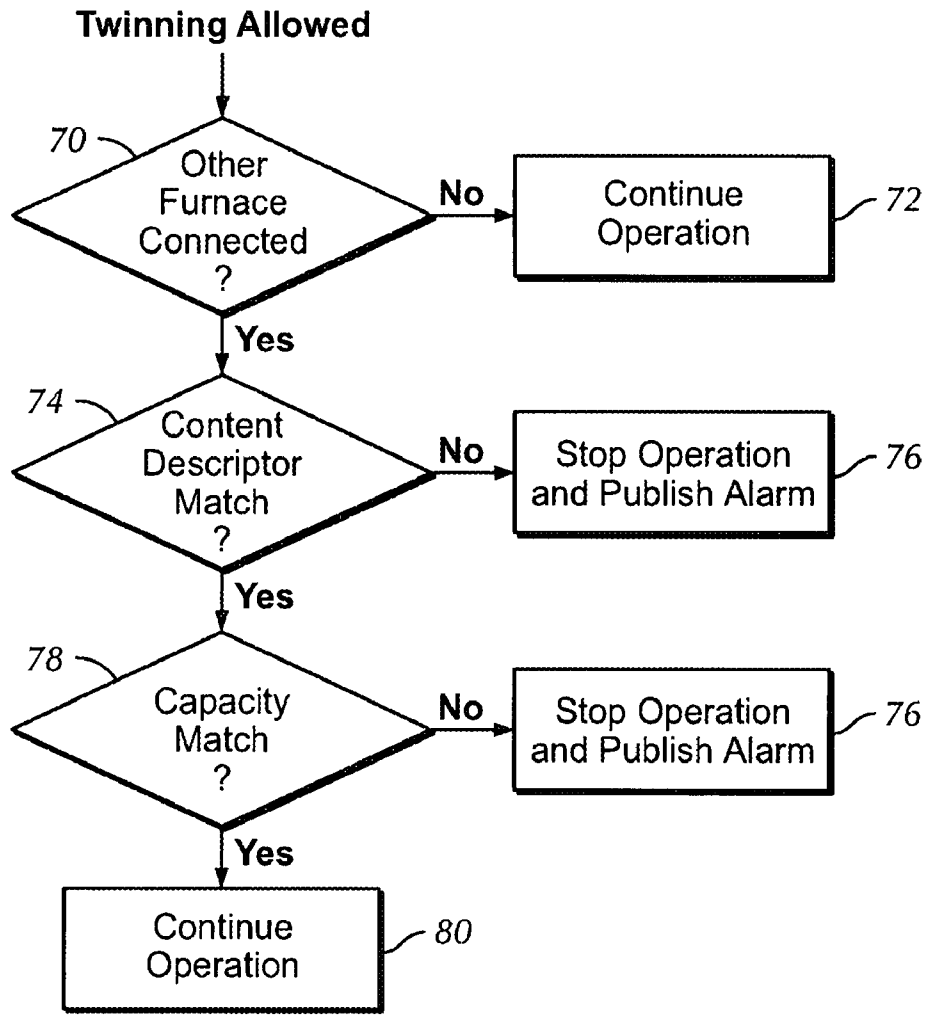 Twinning Allowed
70
Other
Furnace
Connected
?
No
Continue
Operation
72
Yes
74
Content
Descriptor
Match
?
No
Stop Operation
and Publish Alarm
76
Yes
78
Capacity
Match
?
No
Stop Operation
and Publish Alarm
76
Yes
Continue
Operation
80